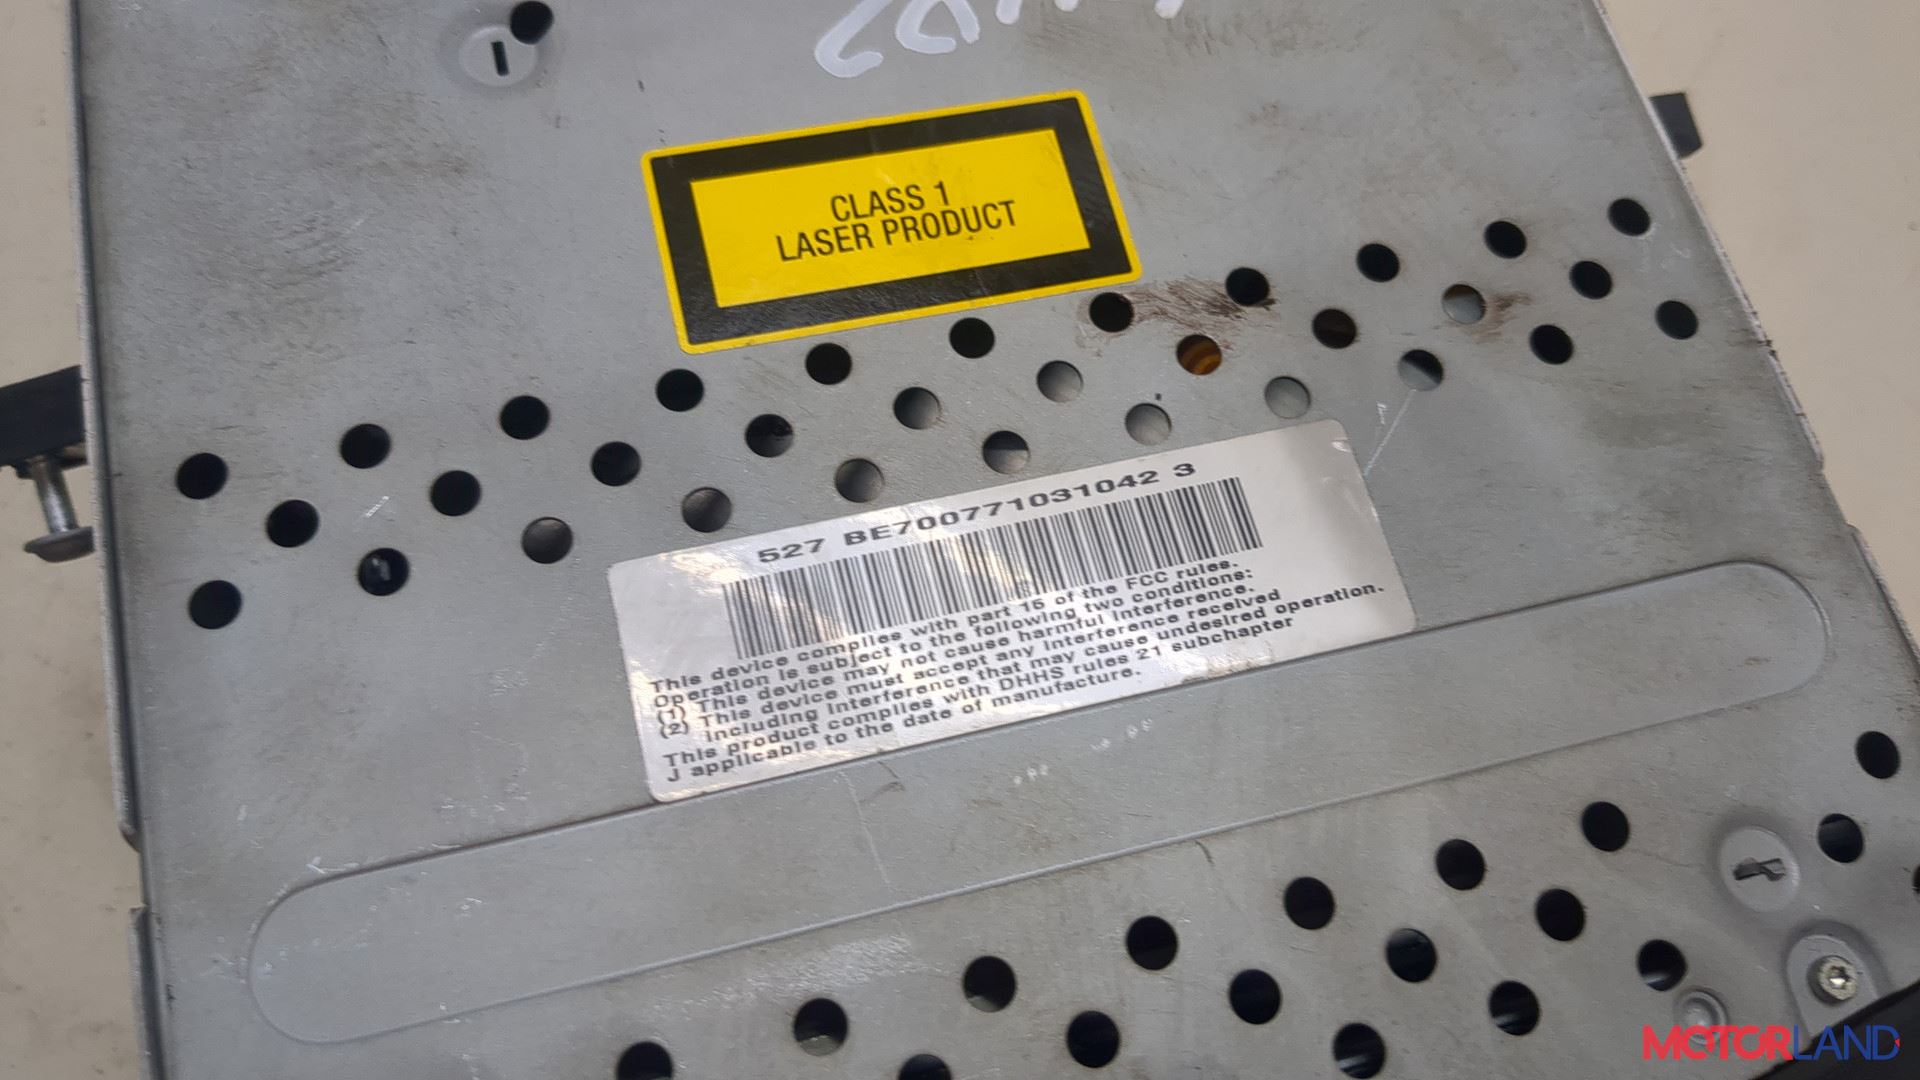 CLASS 1
LASER PRODUCT
527 BE700771031042 3
This device complies with part 15 of the FCC rules.
Operation is subject to the following two conditions:
(1) This device may not cause harmful interference.
(2) This device must accept any interference received
including interference that may cause undesired operation.
This product complies with DHHS rules 21 subchapter
J applicable to the date of manufacture.
MOTORLAND